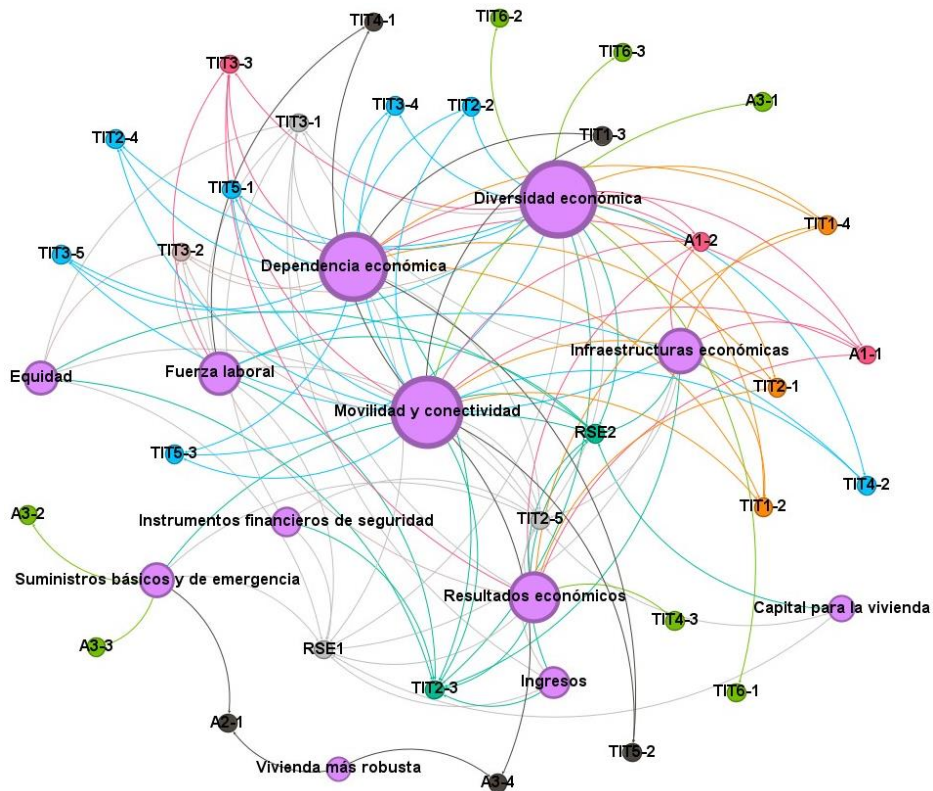 TIT6-2
TIT4-1
TIT6-3
TIT3-3
A3-1
TIT3-4
TIT2-2
TIT3-1
TIT1-3
TIT2-4
TIT5-1
Diversidad económica
TIT1-4
A1-2
TIT3-2
TIT3-5
Dependencia económica
Infraestructuras económicas
A1-1
Equidad
Fuerza laboral
TIT2-1
Movilidad y conectividad
RSE2
TIT5-3
TIT4-2
TIT1-2
A3-2
Instrumentos financieros de seguridad
TIT2-5
Suministros básicos y de emergencia
Resultados económicos
Capital para la vivienda
TIT4-3
A3-3
RSE1
Ingresos
TIT2-3
TIT6-1
A2-1
TIT5-2
Vivienda más robusta
A3-4